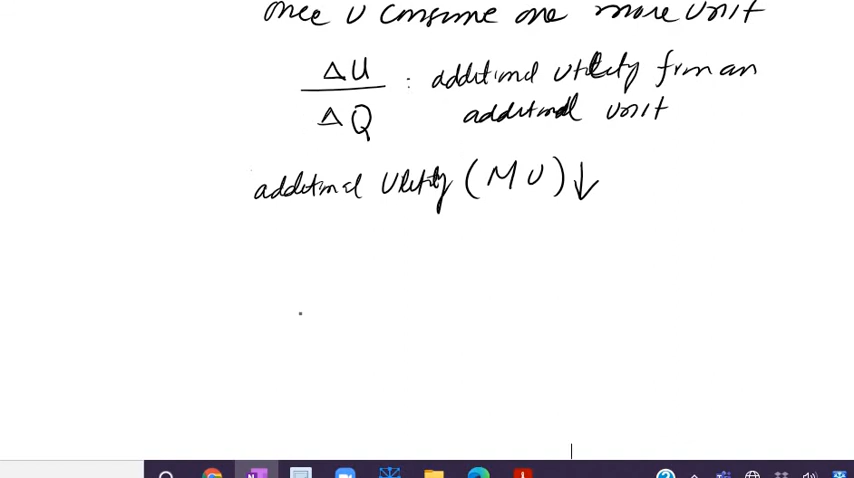 once U consume one more unit
ΔU : additional utility from an
ΔQ additional unit
additional Utility (MU)↓